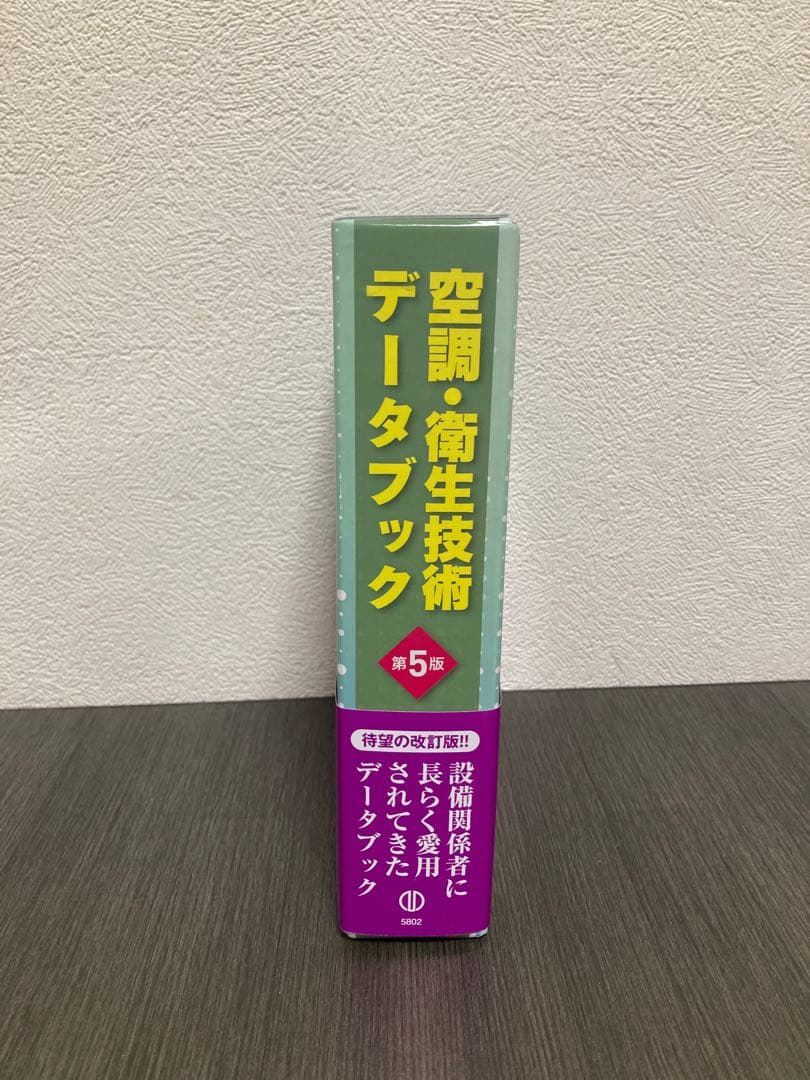 空調・衛生技術
データブック
第5版
待望の改訂版!!
設備関係者に
長らく愛用
されてきた
データブック
5802